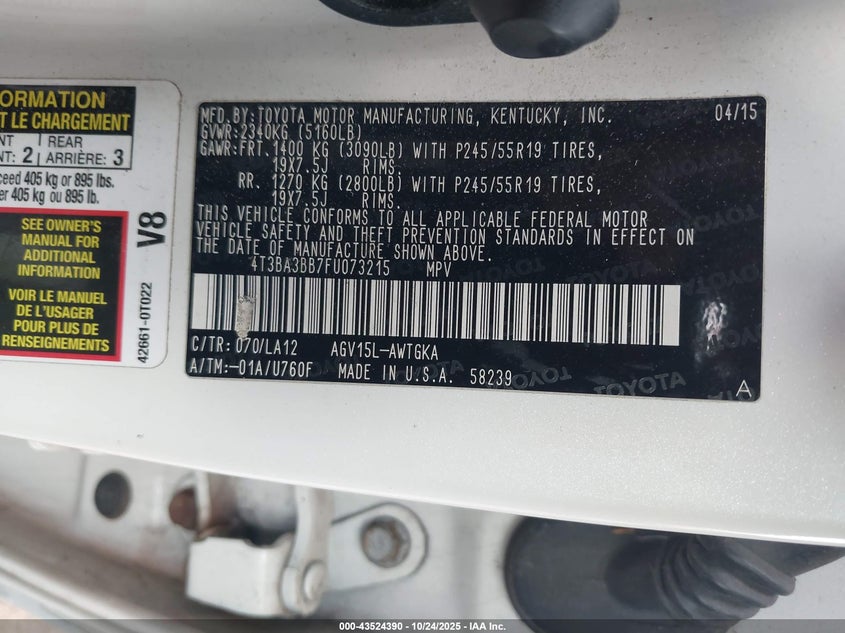 ORMATION
T LE CHARGEMENT
NT: 2 REAR ARRIÈRE: 3
ceed 405 kg or 895 lbs.
er 405 kg ou 895 lb.
SEE OWNER'S
MANUAL FOR
ADDITIONAL
INFORMATION
VOIR LE MANUEL
DE L'USAGER
POUR PLUS DE
RENSEIGNEMENTS
V8
42661-0T022
MFD.BY:TOYOTA MOTOR MANUFACTURING, KENTUCKY, INC. 04/15
GVWR:2340KG (5160LB)
GAWR:FRT.1400 KG (3090LB) WITH P245/55R19 TIRES,
19X7.5J RIMS.
RR. 1270 KG (2800LB) WITH P245/55R19 TIRES,
19X7.5J RIMS.
THIS VEHICLE CONFORMS TO ALL APPLICABLE FEDERAL MOTOR
VEHICLE SAFETY AND THEFT PREVENTION STANDARDS IN EFFECT ON
THE DATE OF MANUFACTURE SHOWN ABOVE.
4T3BA3BB7FU073215 MPV
C/TR: 070/LA12 AGV15L-AWTGKA
A/TM:-01A/U760F MADE IN U.S.A. 58239
A
TOYOTA TOYOTA TOYOTA
000-43524390 - 10/24/2025 - IAA Inc.